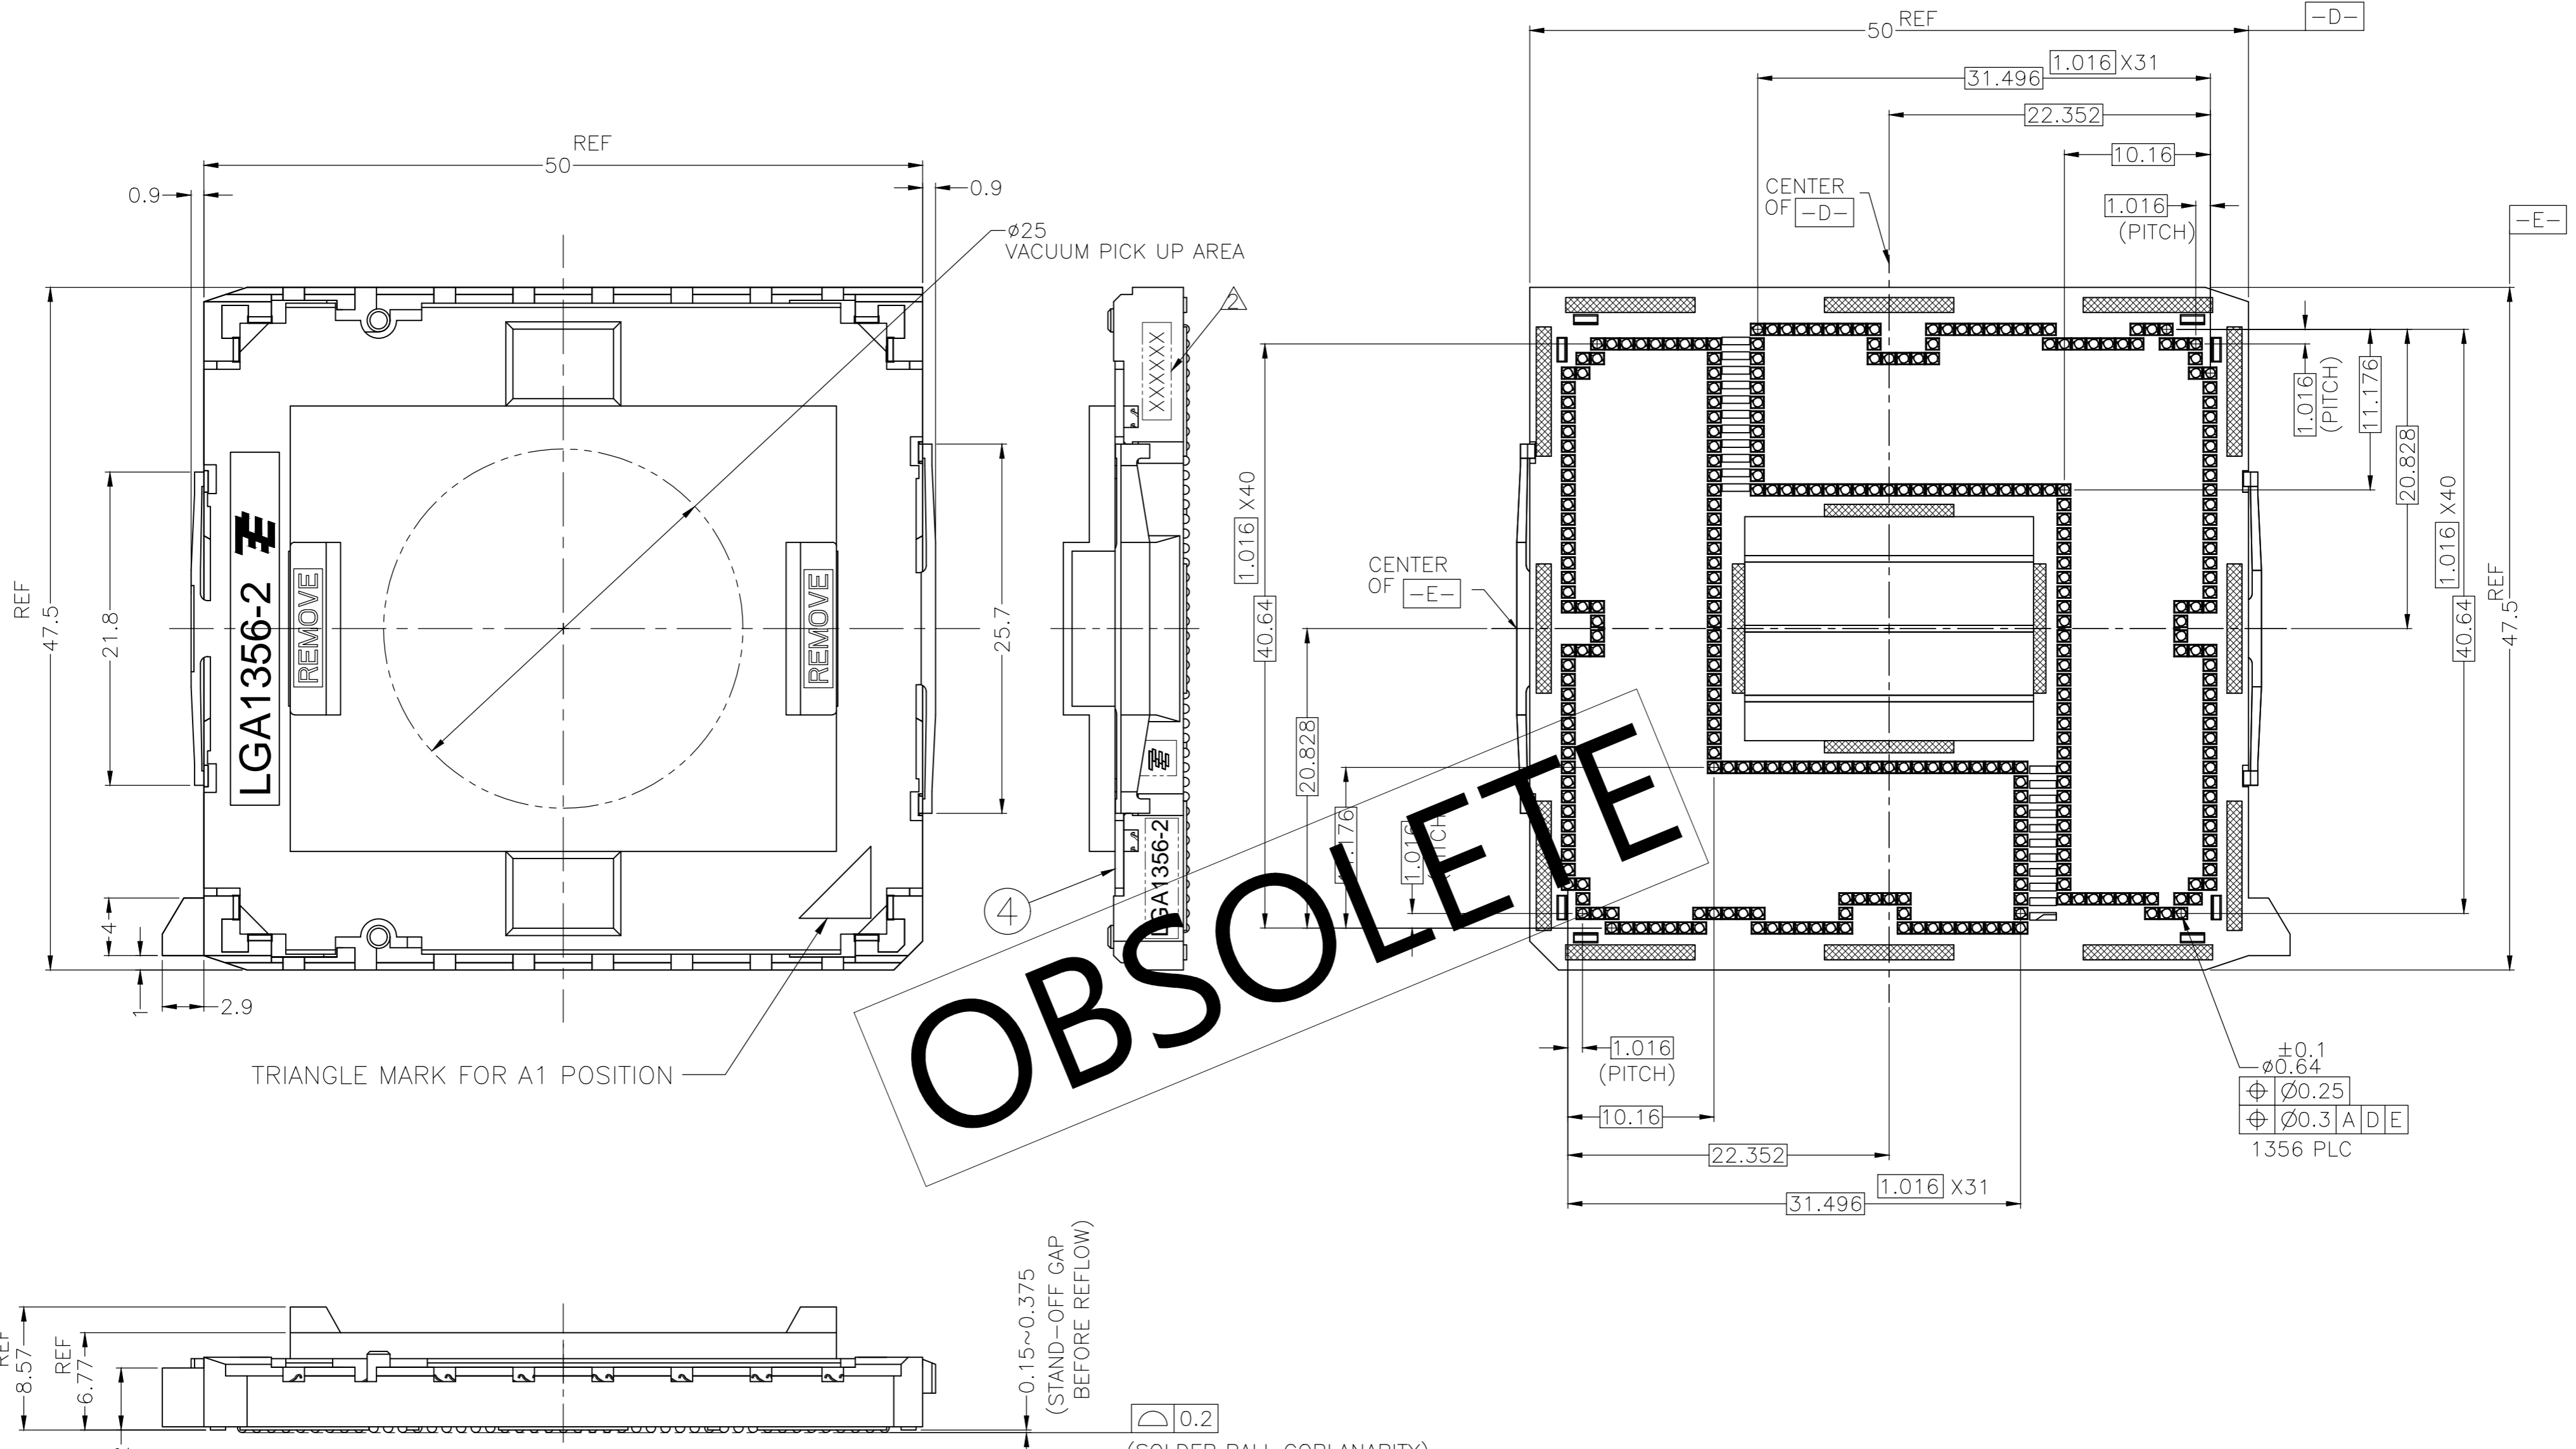 REF
50
0.9
0.9
ø25
VACUUM PICK UP AREA
REF
47.5
21.8
LGA1356-2
REMOVE
REMOVE
25.7
4
1
2.9
TRIANGLE MARK FOR A1 POSITION
XXXXXX
2
4
LGA1356-2
OBSOLETE
50 REF
-D-
1.016 X31
31.496
22.352
10.16
CENTER
OF -D-
1.016
(PITCH)
-E-
1.016 X40
40.64
CENTER
OF -E-
20.828
1.016
(PITCH)
11.176
20.828
1.016 X40
40.64
REF
47.5
1.016
(PITCH)
10.16
22.352
1.016 X31
31.496
±0.1
ø0.64
⌖ Ø0.25
⌖ Ø0.3 A D E
1356 PLC
REF
8.57
REF
6.77
0.15~0.375
(STAND-OFF GAP
BEFORE REFLOW)
0.2
(SOLDER BALL COPLANARITY)